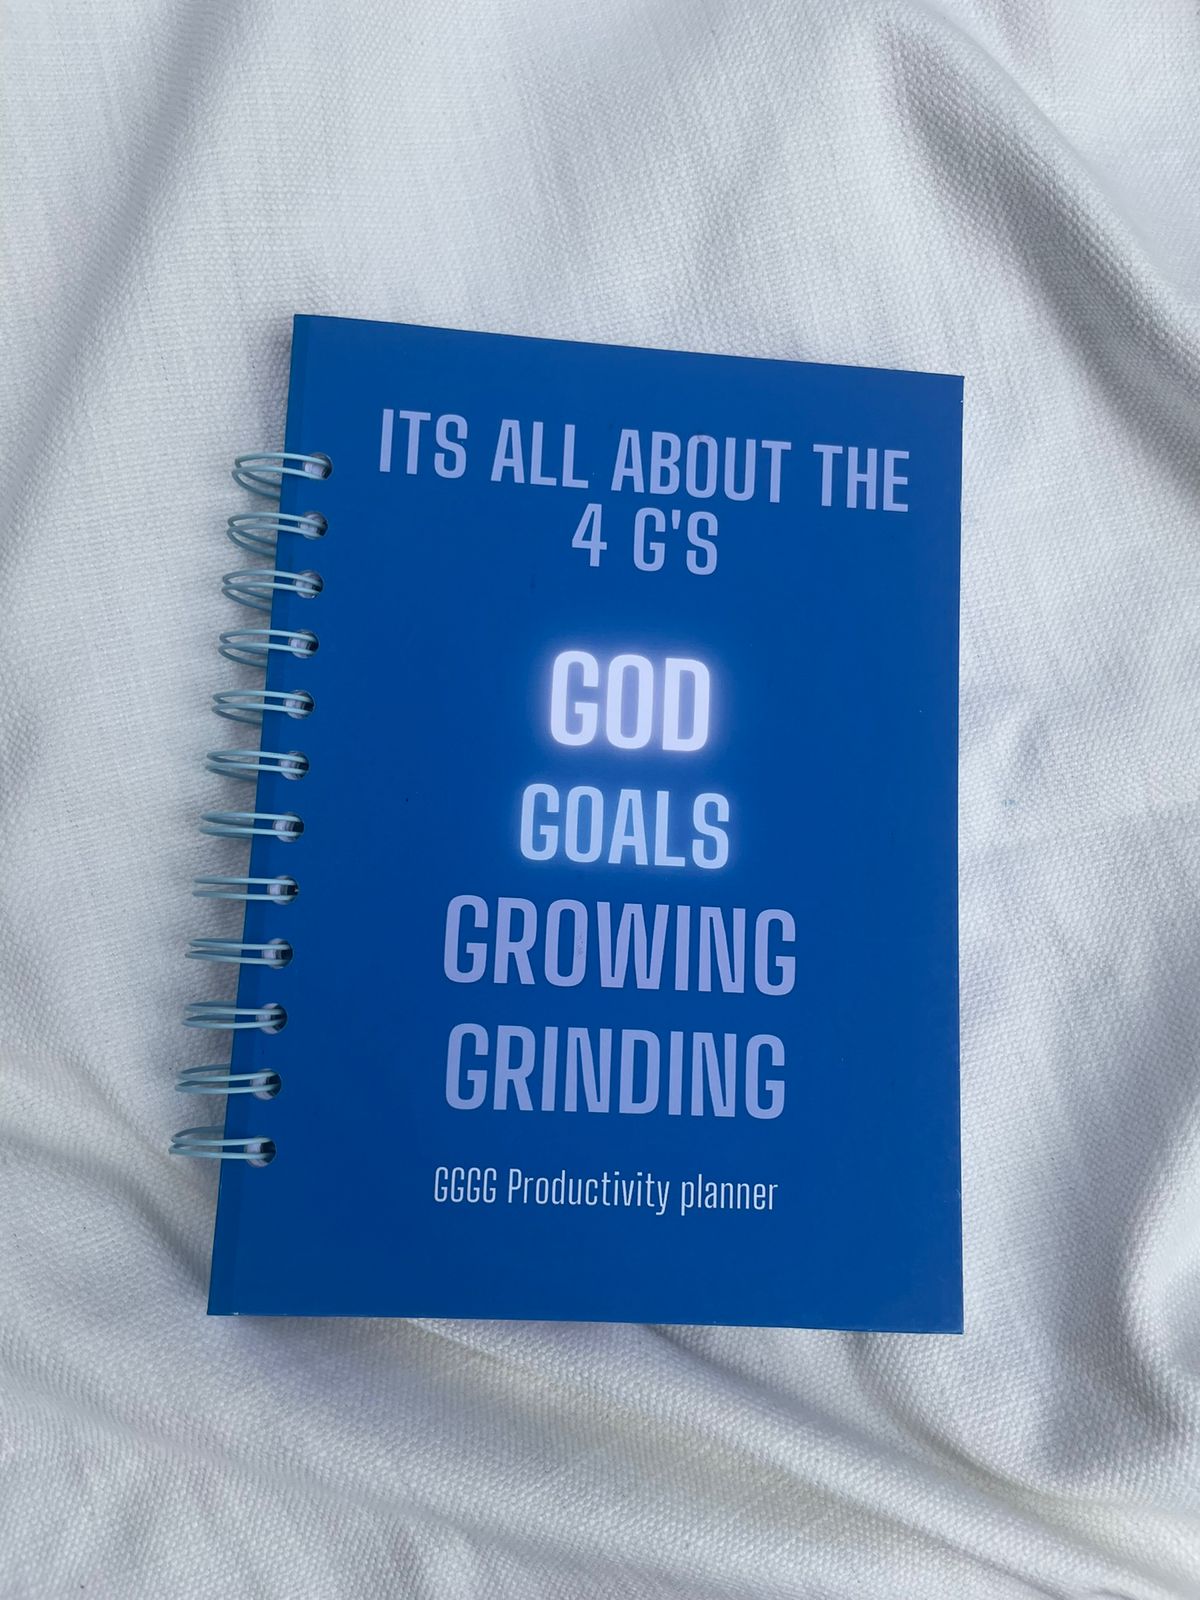 ITS ALL ABOUT THE
4 G'S
GOD
GOALS
GROWING
GRINDING
GGGG Productivity planner